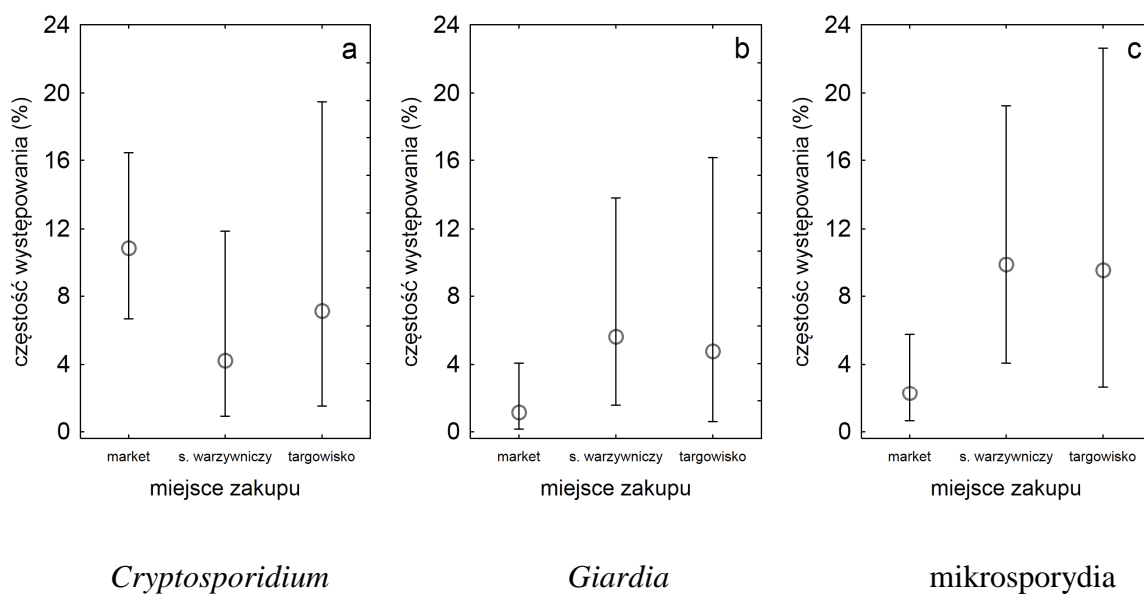 a
24
20
16
12
8
4
0
częstość występowania (%)
market s. warzywniczy targowisko
miejsce zakupu
b
24
20
16
12
8
4
0
częstość występowania (%)
market s. warzywniczy targowisko
miejsce zakupu
c
24
20
16
12
8
4
0
częstość występowania (%)
market s. warzywniczy targowisko
miejsce zakupu
Cryptosporidium Giardia mikrosporydia